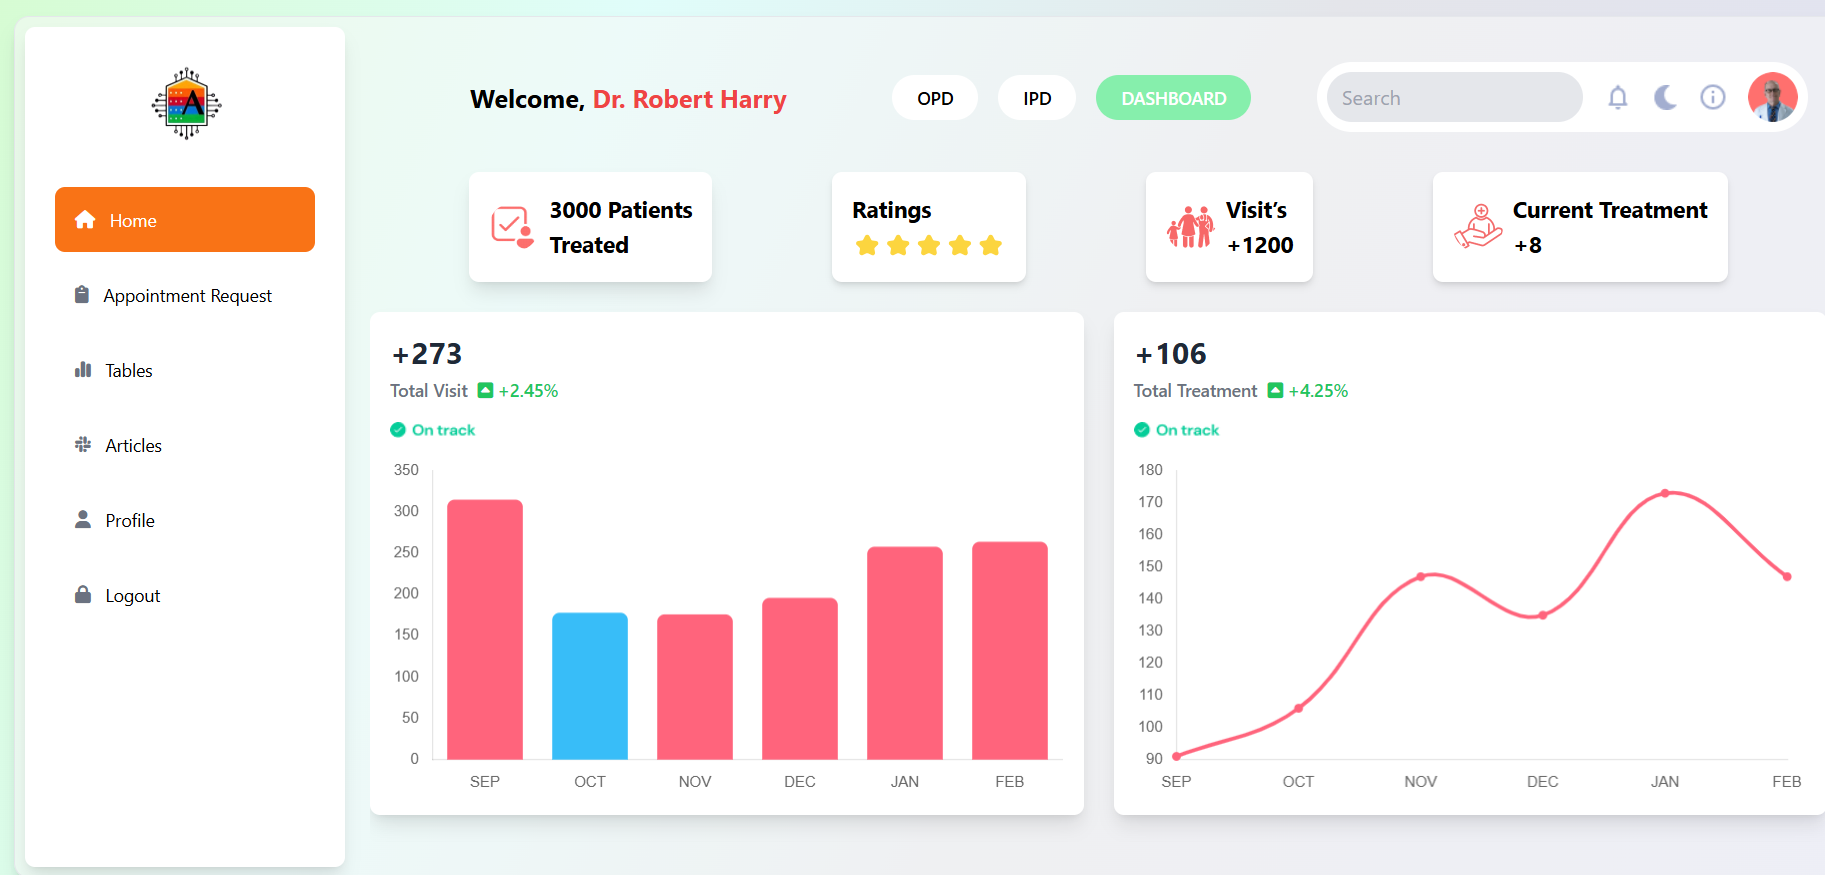 A
Home
Appointment Request
Tables
Articles
Profile
Logout
Welcome, Dr. Robert Harry
OPD
IPD
DASHBOARD
Search
3000 Patients
Treated
Ratings
Visit's
+1200
Current Treatment
+8
+273
Total Visit +2.45%
On track
350
300
250
200
150
100
50
0
SEP OCT NOV DEC JAN FEB
+106
Total Treatment +4.25%
On track
180
170
160
150
140
130
120
110
100
90
SEP OCT NOV DEC JAN FEB